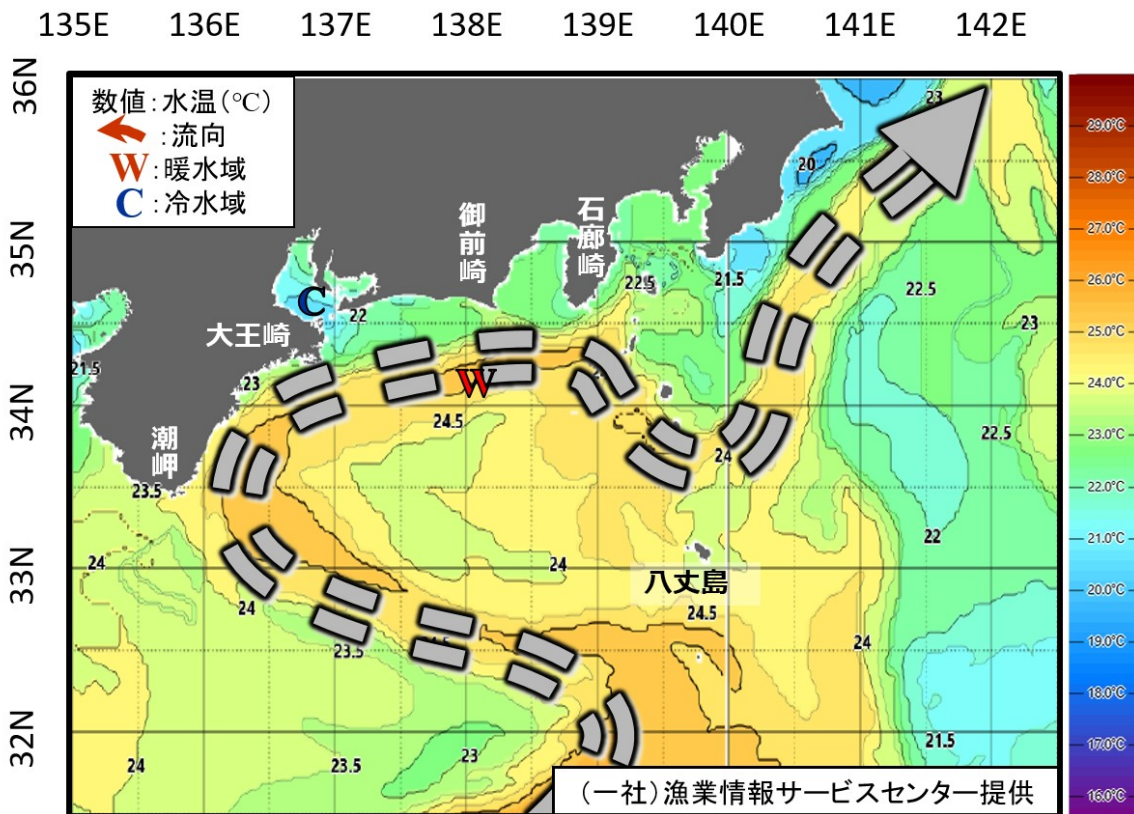 135E 136E 137E 138E 139E 140E 141E 142E
36N
35N
34N
33N
32N
数値:水温(℃)
:流向
W:暖水域
C:冷水域
御前崎
石廊崎
大王崎
潮岬
八丈島
C
W
23
20
22.5
21.5
22.5
22
21.5
23
23
24.5
24
22.5
23.5
24
24
22
24
23.5
24.5
24
23
24
23.5
21.5
29.0°C
28.0°C
27.0°C
26.0°C
25.0°C
24.0°C
23.0°C
22.0°C
21.0°C
20.0°C
19.0°C
18.0°C
17.0°C
16.0°C
(一社)漁業情報サービスセンター提供